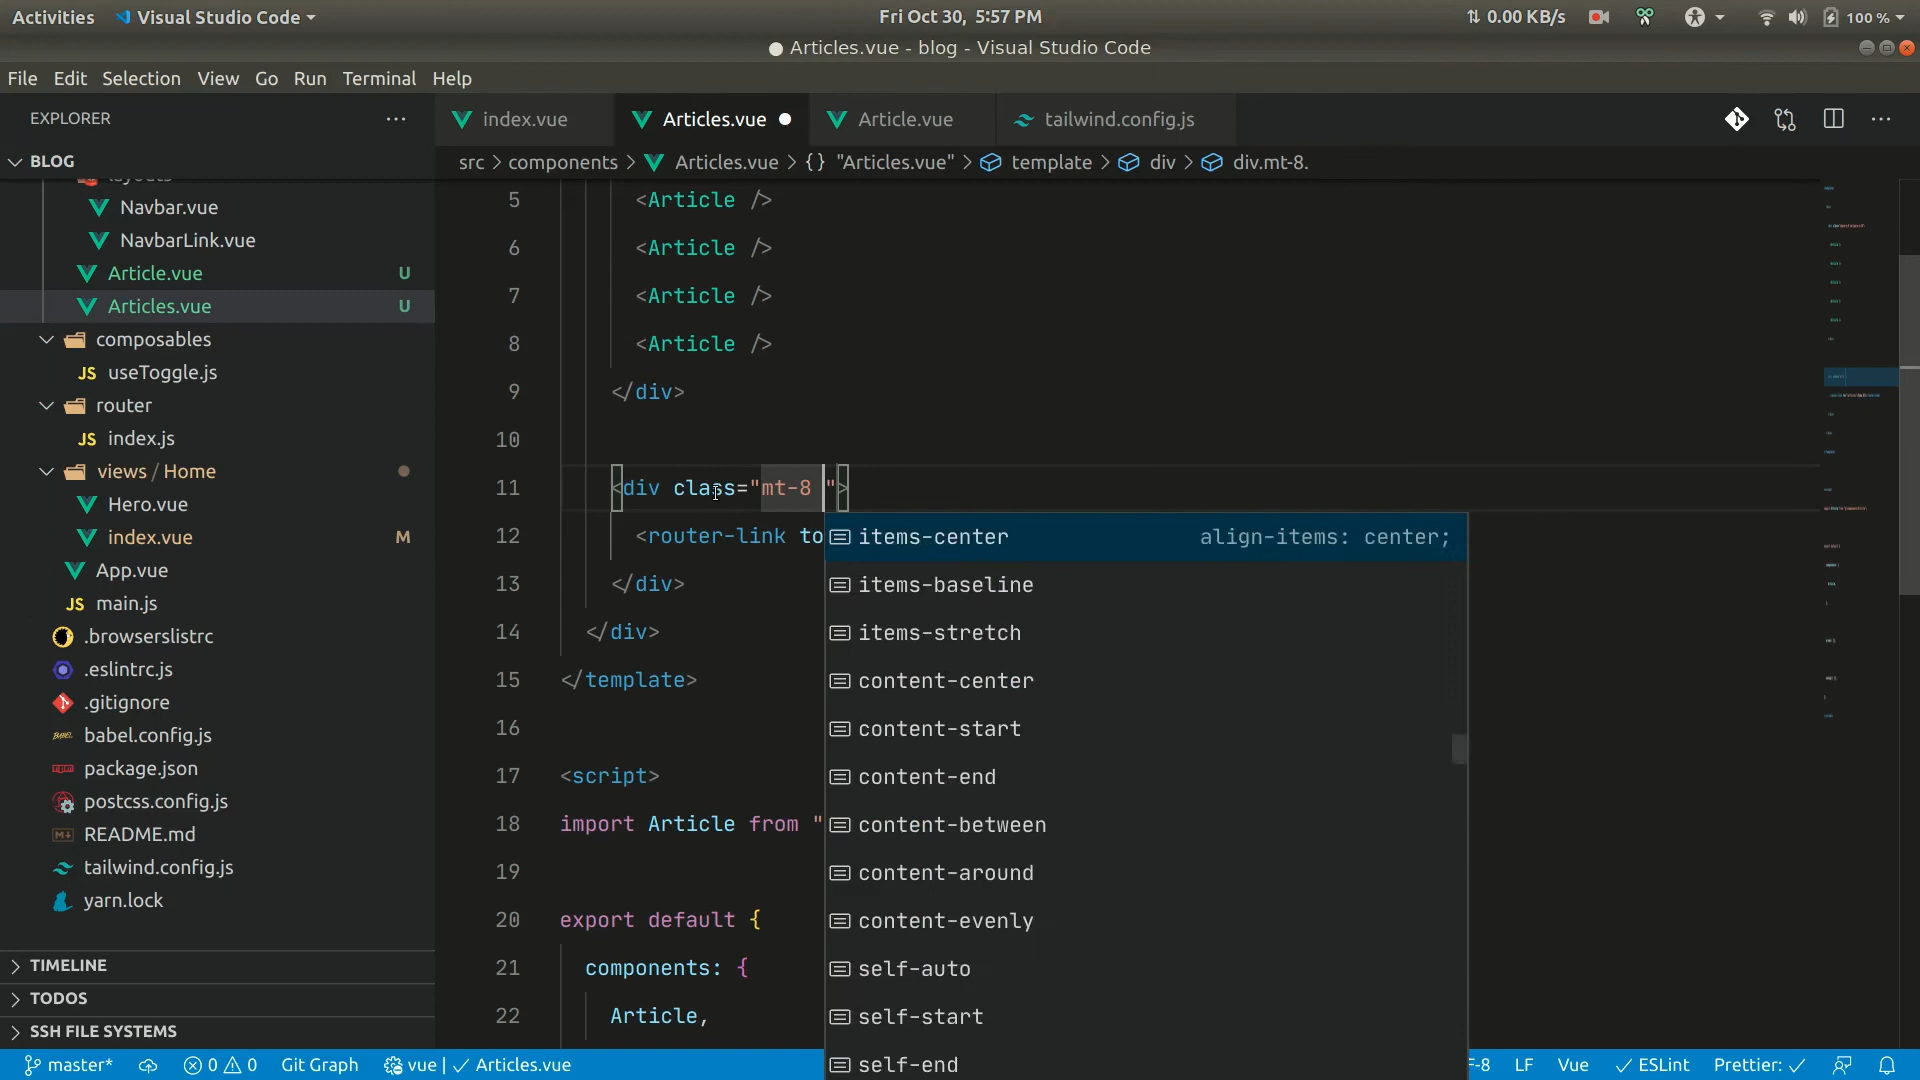 Activities
Visual Studio Code
Fri Oct 30, 5:57 PM
0.00 KB/s
100 %
● Articles.vue - blog - Visual Studio Code
File Edit Selection View Go Run Terminal Help
EXPLORER
index.vue
Articles.vue
Article.vue
tailwind.config.js
src > components > Articles.vue > {} "Articles.vue" > template > div > div.mt-8.
BLOG
Navbar.vue
NavbarLink.vue
Article.vue U
Articles.vue U
composables
JS useToggle.js
router
JS index.js
views / Home
Hero.vue
index.vue M
App.vue
JS main.js
.browserslistrc
.eslintrc.js
.gitignore
babel.config.js
package.json
postcss.config.js
README.md
tailwind.config.js
yarn.lock
TIMELINE
TODOS
SSH FILE SYSTEMS
5 <Article />
6 <Article />
7 <Article />
8 <Article />
9 </div>
10
11 <div class="mt-8 ">
12 <router-link to
13 </div>
14 </div>
15 </template>
16
17 <script>
18 import Article from "
19
20 export default {
21 components: {
22 Article,
items-center align-items: center;
items-baseline
items-stretch
content-center
content-start
content-end
content-between
content-around
content-evenly
self-auto
self-start
self-end
master*
0 0
Git Graph
vue | ✓ Articles.vue
F-8
LF
Vue
✓ ESLint
Prettier: ✓